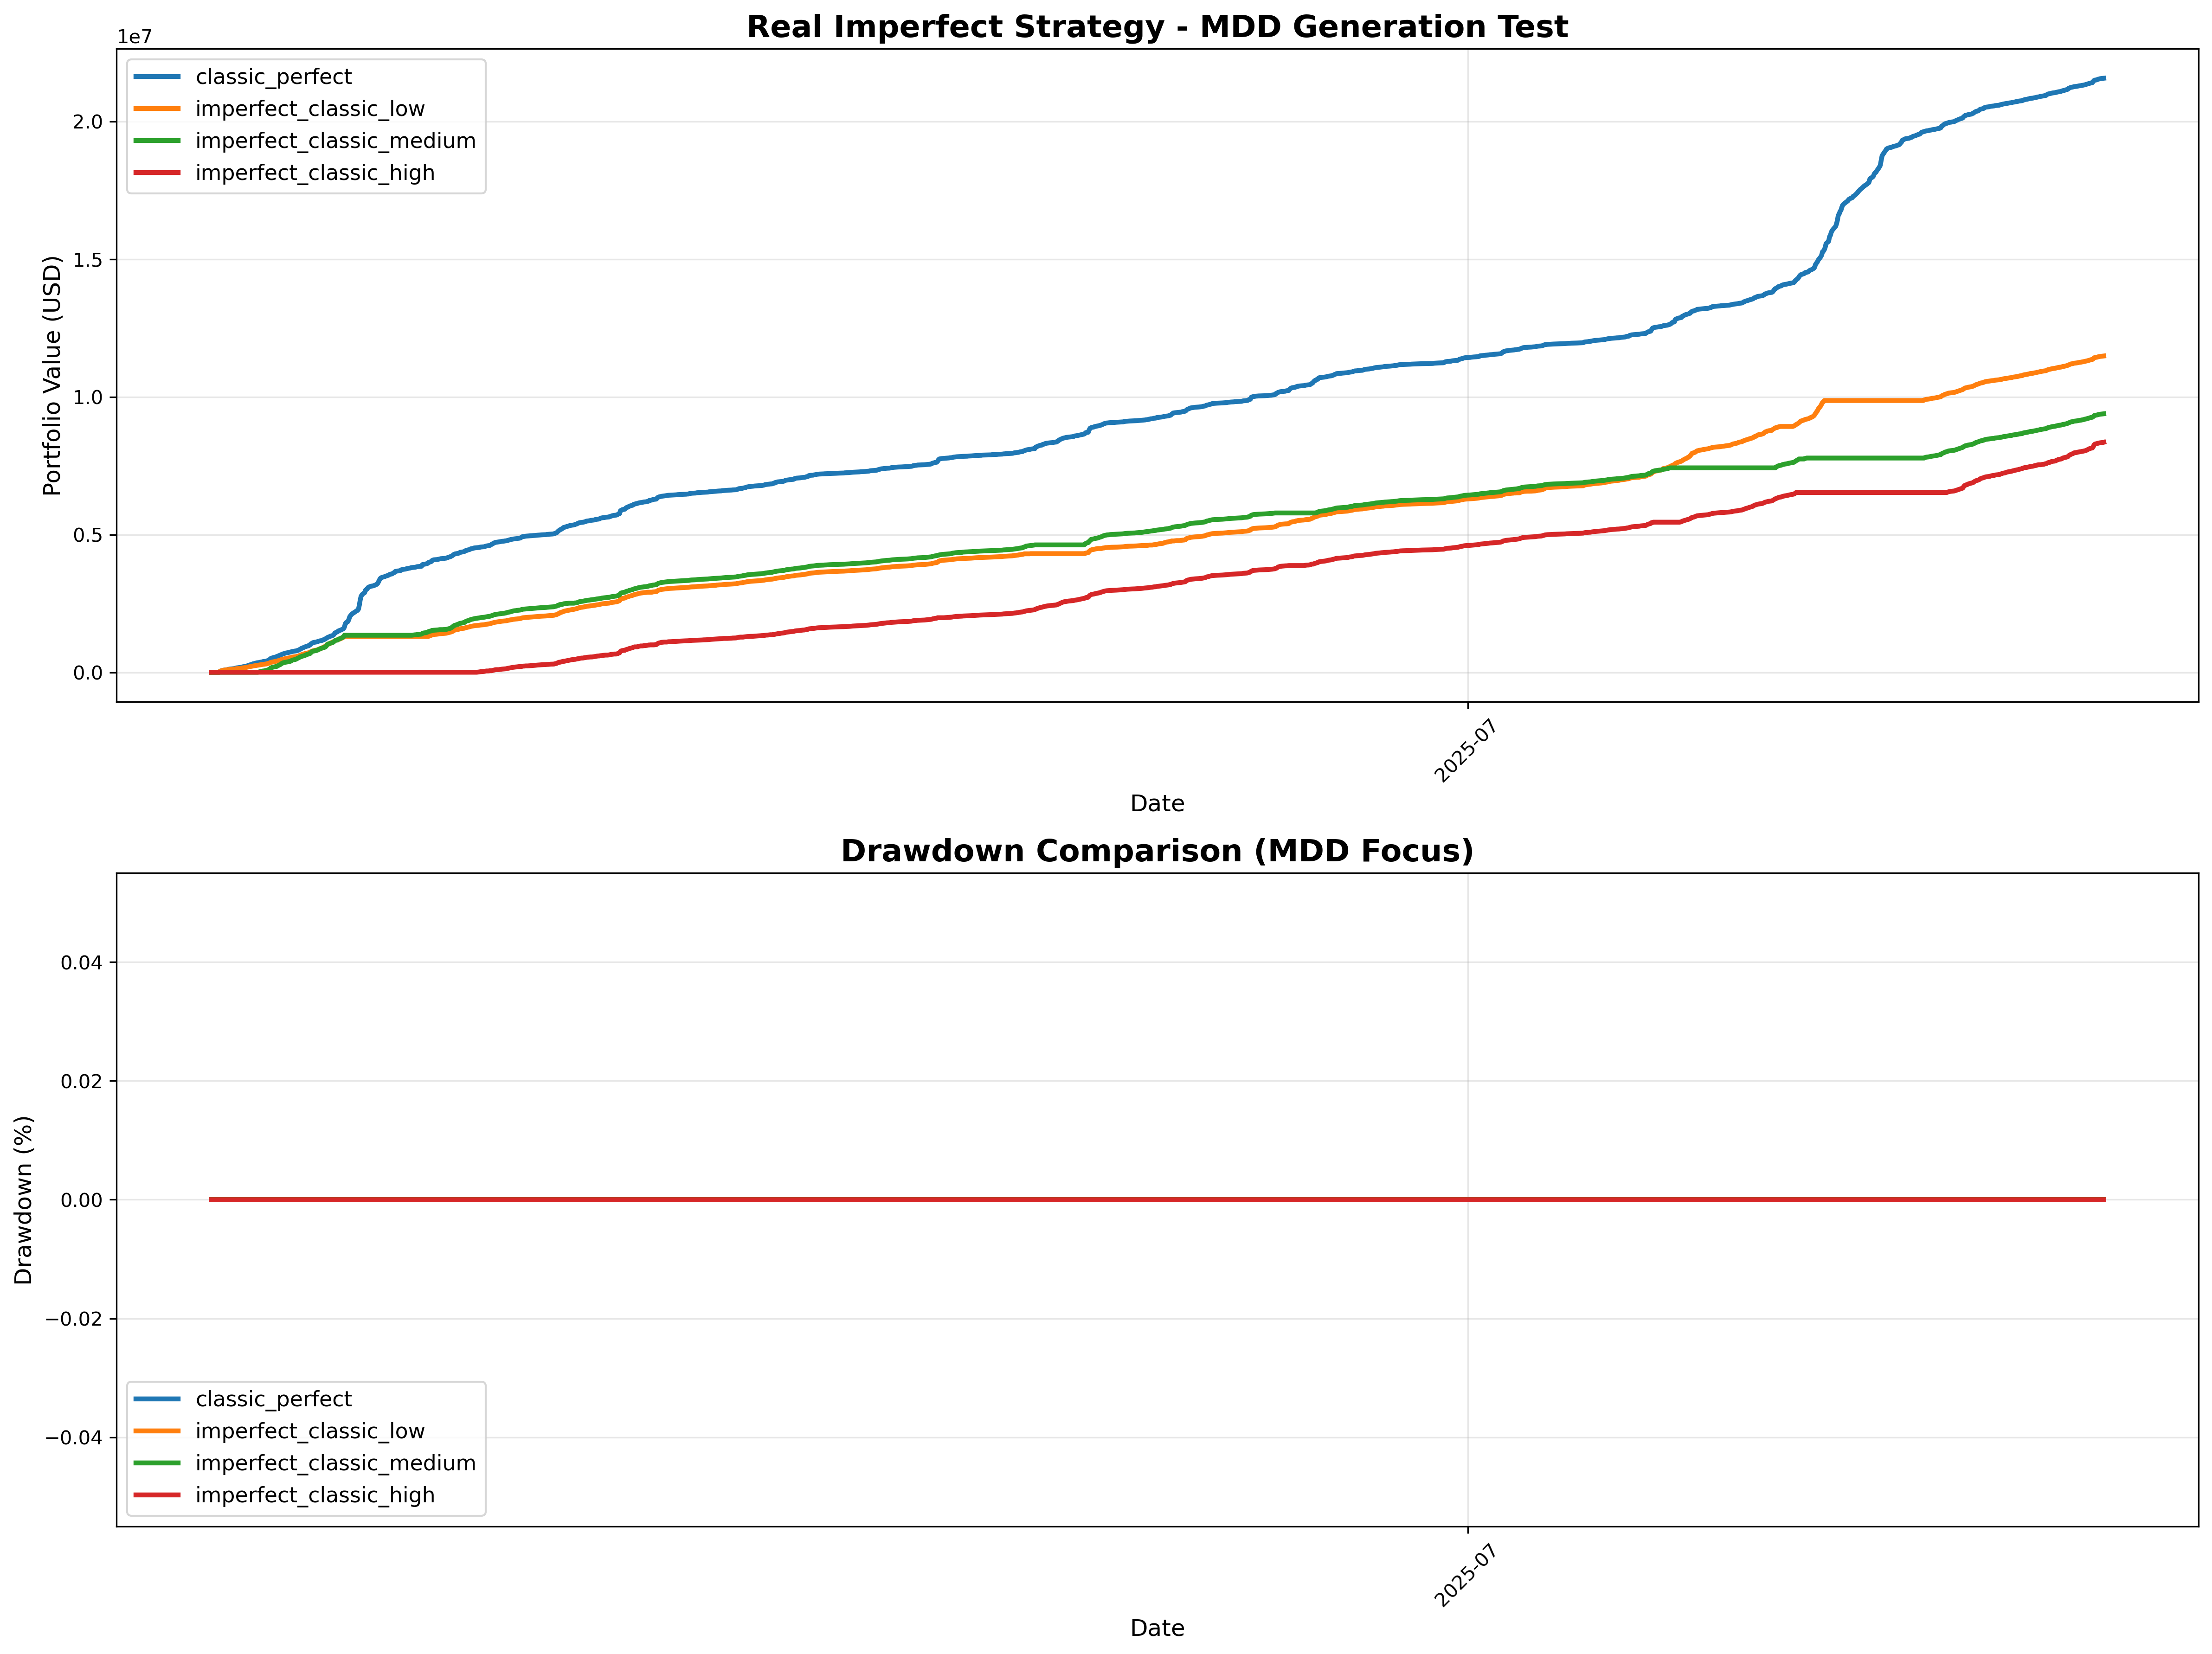 Real Imperfect Strategy - MDD Generation Test
1e7
classic_perfect
imperfect_classic_low
imperfect_classic_medium
imperfect_classic_high
2.0
1.5
1.0
0.5
0.0
Portfolio Value (USD)
2025-07
Date
Drawdown Comparison (MDD Focus)
0.04
0.02
0.00
−0.02
−0.04
Drawdown (%)
classic_perfect
imperfect_classic_low
imperfect_classic_medium
imperfect_classic_high
2025-07
Date